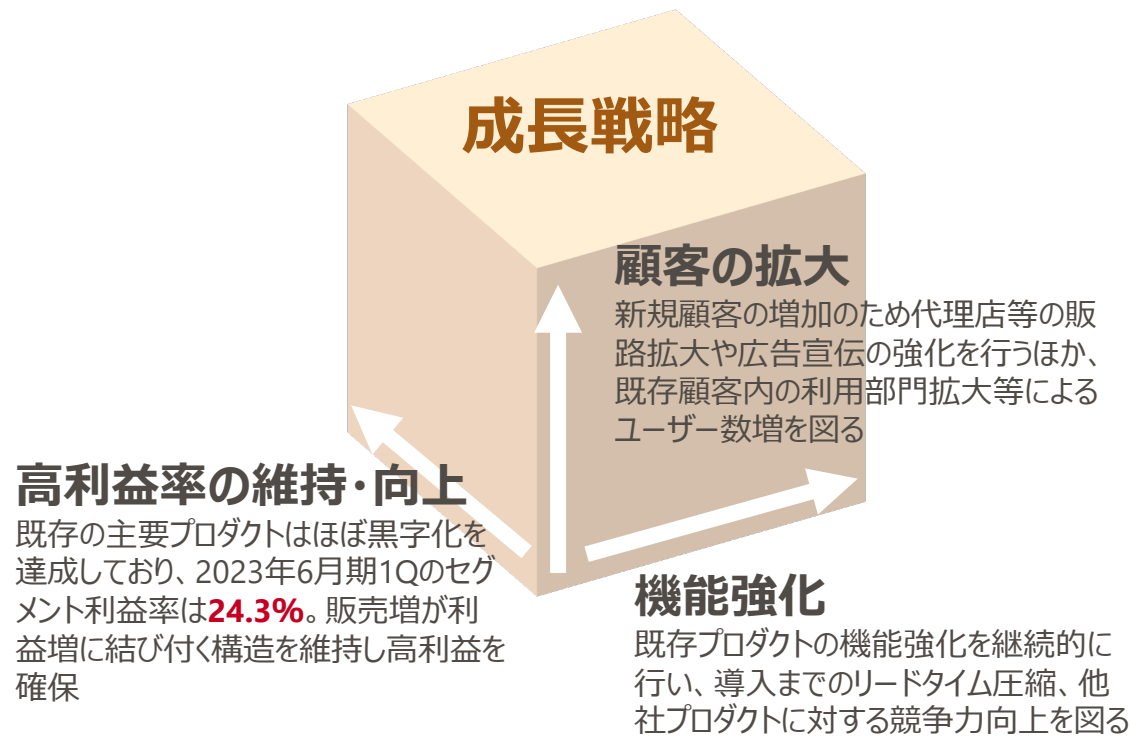 成長戦略
顧客の拡大
新規顧客の増加のため代理店等の販
路拡大や広告宣伝の強化を行うほか、
既存顧客内の利用部門拡大等による
ユーザー数増を図る
高利益率の維持・向上
既存の主要プロダクトはほぼ黒字化を
達成しており、2023年6月期1Qのセグ
メント利益率は24.3%。販売増が利
益増に結び付く構造を維持し高利益を
確保
機能強化
既存プロダクトの機能強化を継続的に
行い、導入までのリードタイム圧縮、他
社プロダクトに対する競争力向上を図る